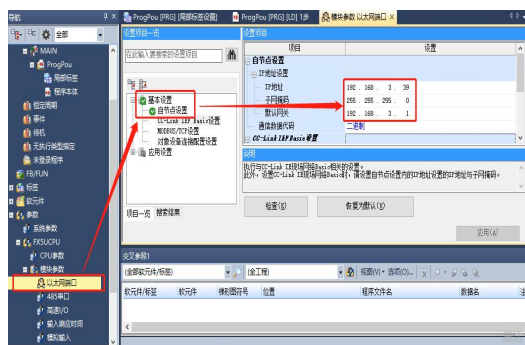 导航
全部
MAIN
ProgPou
局部标签
程序本体
恒定周期
事件
待机
无执行类型指定
未登录程序
FB/FUN
标签
软元件
参数
系统参数
FX5UCPU
CPU参数
模块参数
以太网端口
485串口
高速I/O
输入响应时间
模拟输入
ProgPou [PRG] [局部标签设置]
ProgPou [PRG] [LD] 1步
模块参数 以太网端口
设置项目一览
在此输入要搜索的设置项目
基本设置
自节点设置
CC-Link IEF Basic设置
MODBUS/TCP设置
对象设备连接配置设置
应用设置
项目一览 搜索结果
设置项目
项目 设置
自节点设置
IP地址设置
IP地址 192 . 168 . 3 . 39
子网掩码 255 . 255 . 255 . 0
默认网关 192 . 168 . 3 . 1
通信数据代码 二进制
CC-Link IEF Basic设置
说明
执行与CC-Link IE现场网络Basic相关的设置。
此外，设置CC-Link IE现场网络Basic时，请设置自节点设置内的IP地址设置的IP地址与子网掩码。
检查(K) 恢复为默认(U)
应用(A)
交叉参照1
(全部软元件/标签) (全工程) 视图(V) 选项(O)...
软元件/标签 软元件 梯形图符号 位置 程序文件名 数据名